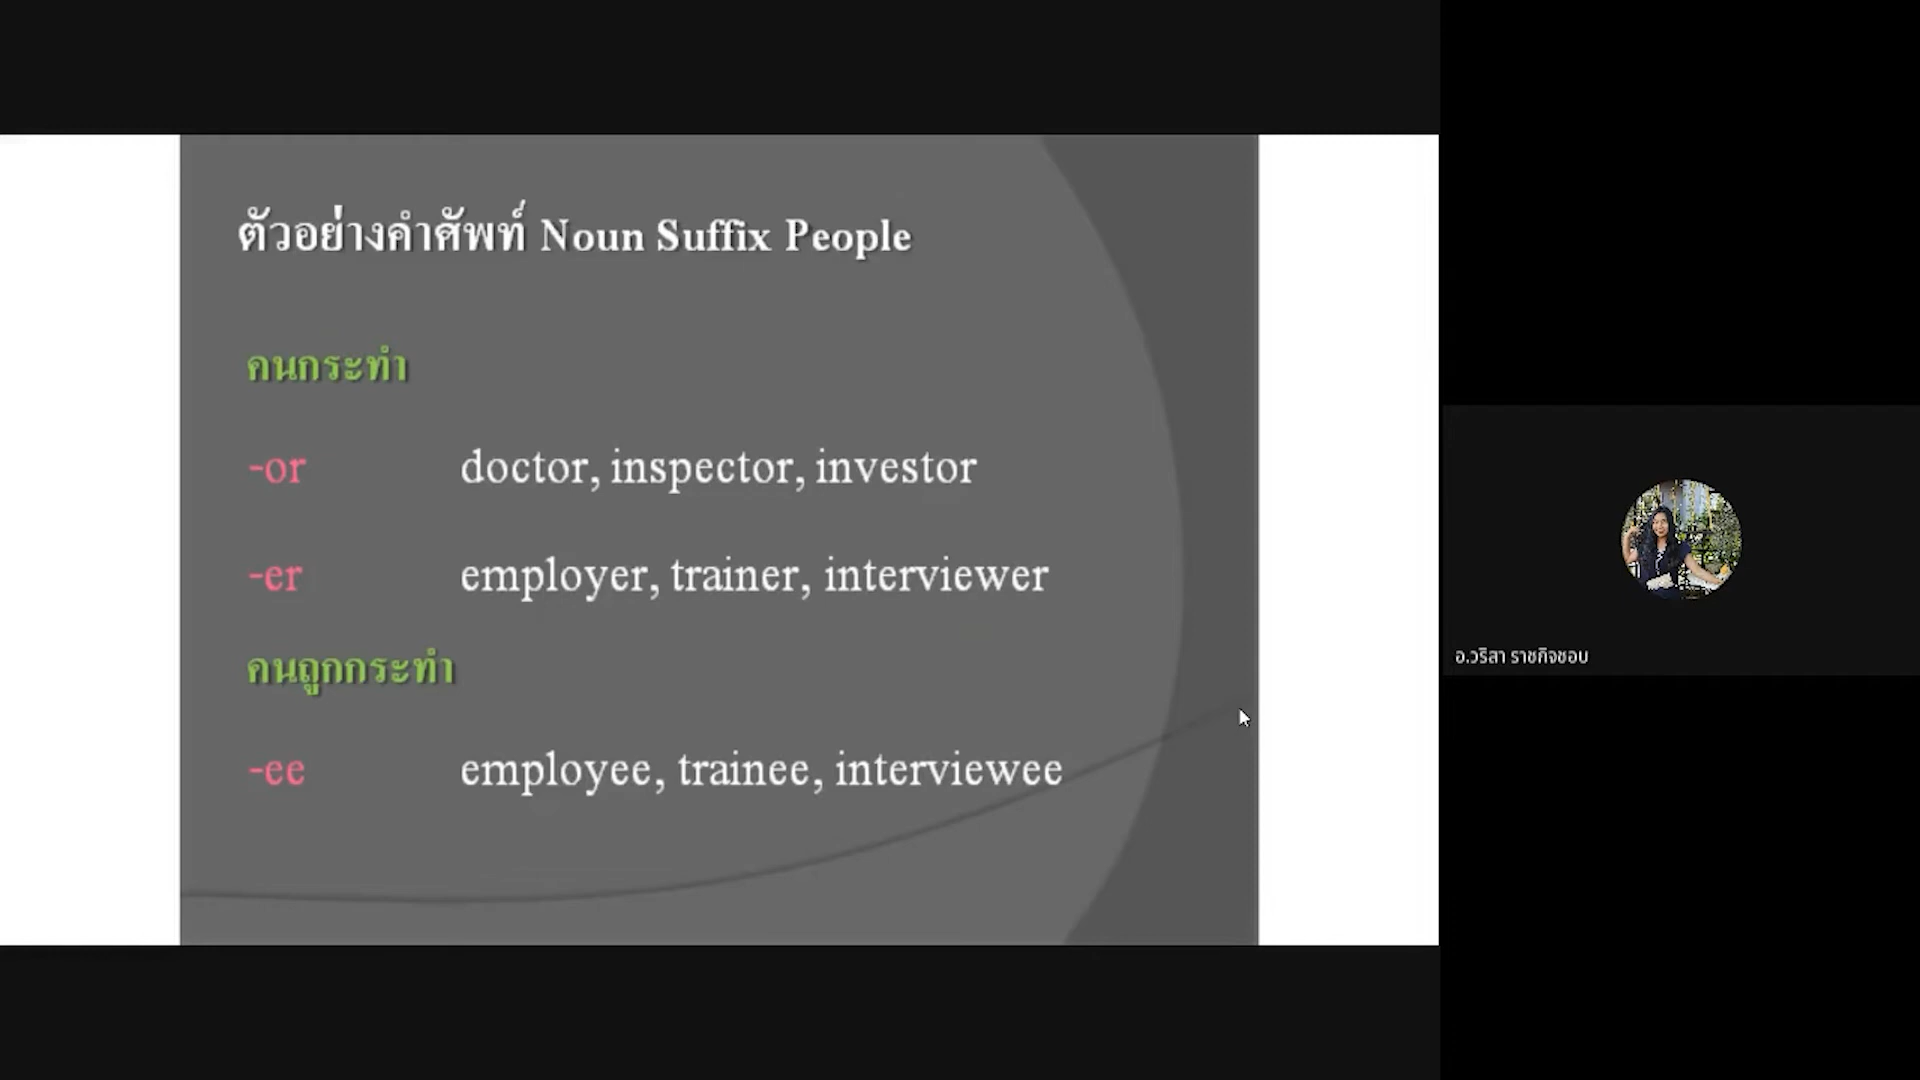 ตัวอย่างคำศัพท์ Noun Suffix People
คนกระทำ
-or doctor, inspector, investor
-er employer, trainer, interviewer
คนถูกกระทำ
-ee employee, trainee, interviewee
อ.วริสา ราชกิจชอบ